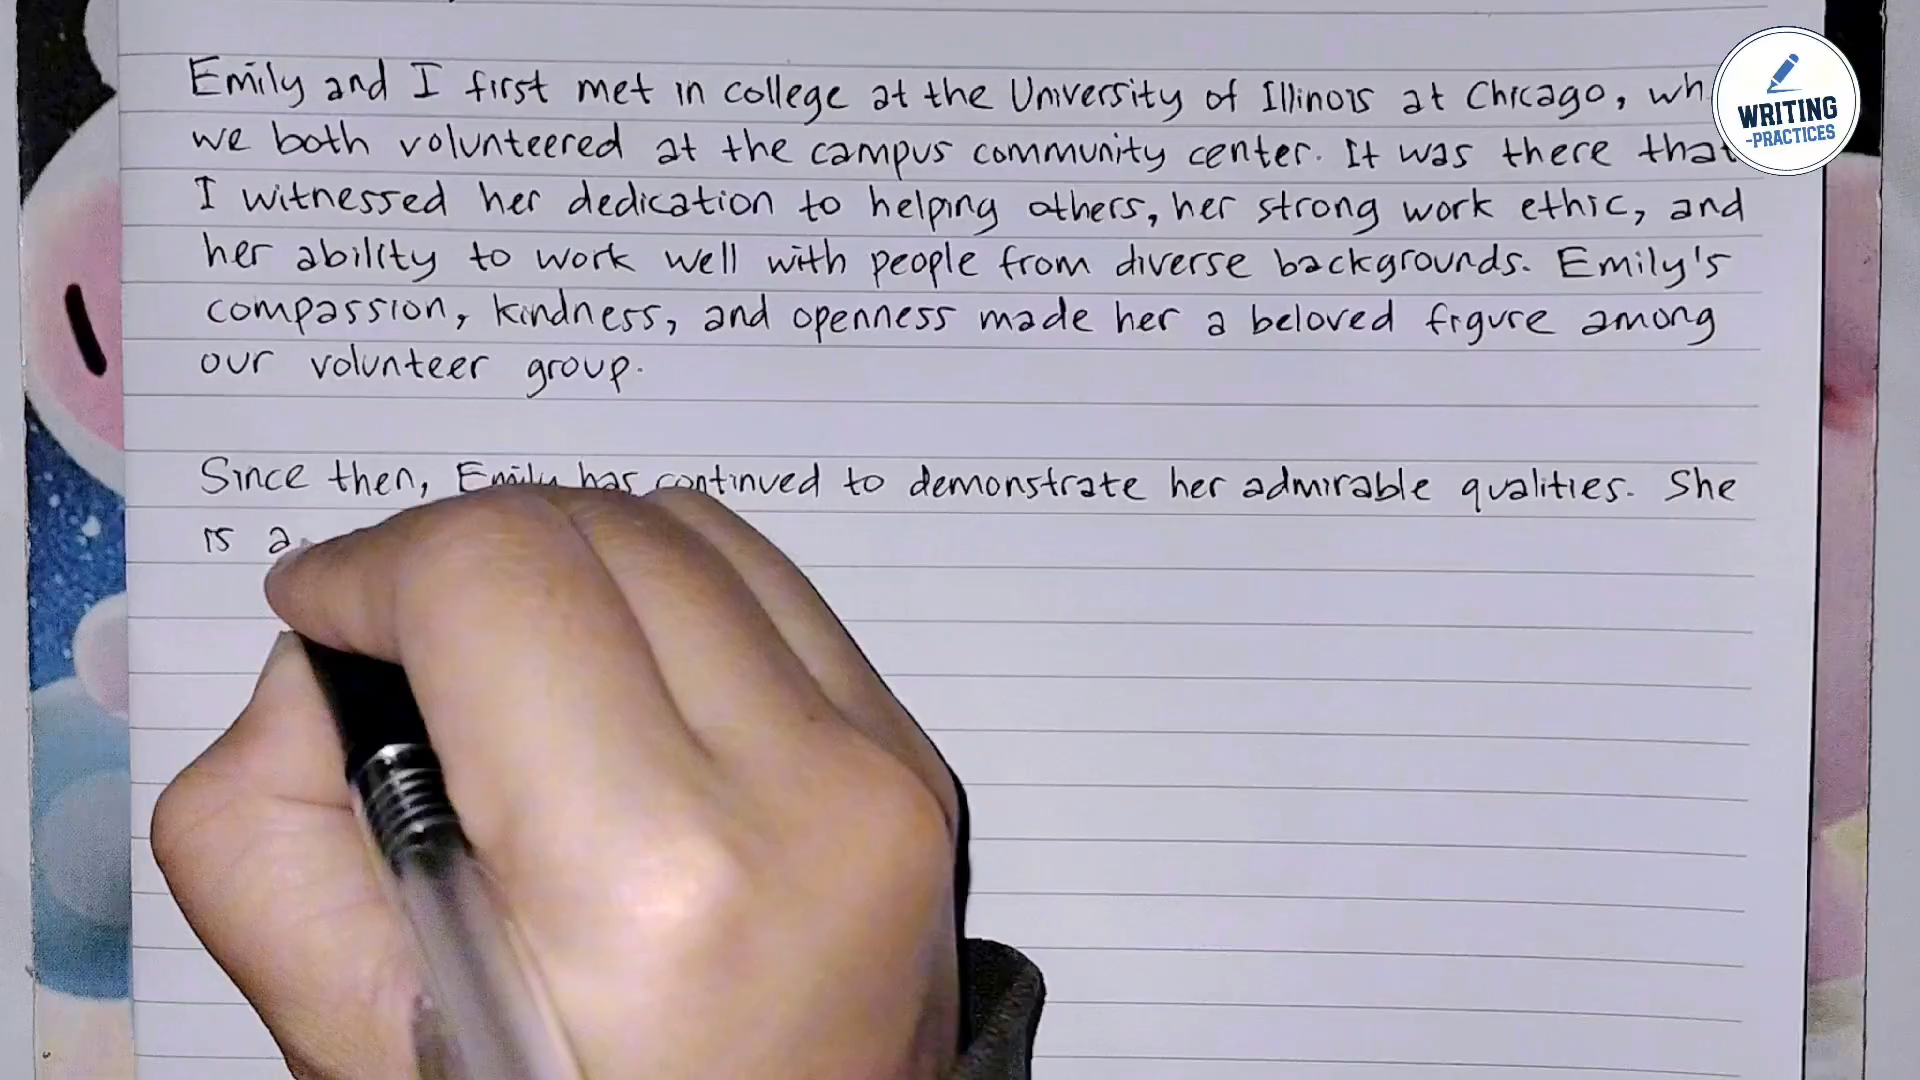 Emily and I first met in college at the University of Illinois at Chicago,
we both volunteered at the campus community center. It was there that
I witnessed her dedication to helping others, her strong work ethic, and
her ability to work well with people from diverse backgrounds. Emily's
compassion, kindness, and openness made her a beloved figure among
our volunteer group.
Since then, Emily has continued to demonstrate her admirable qualities. She
is a
WRITING
-PRACTICES